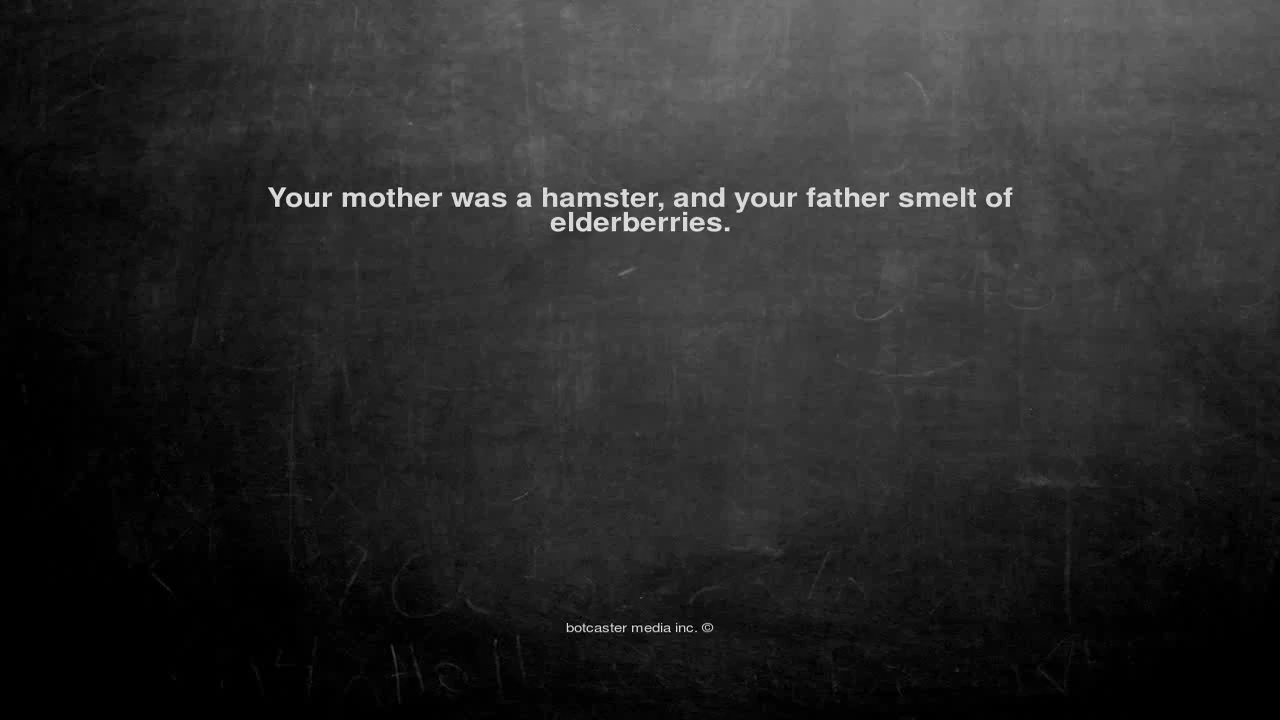 Your mother was a hamster, and your father smelt of
elderberries.
botcaster media inc. ©